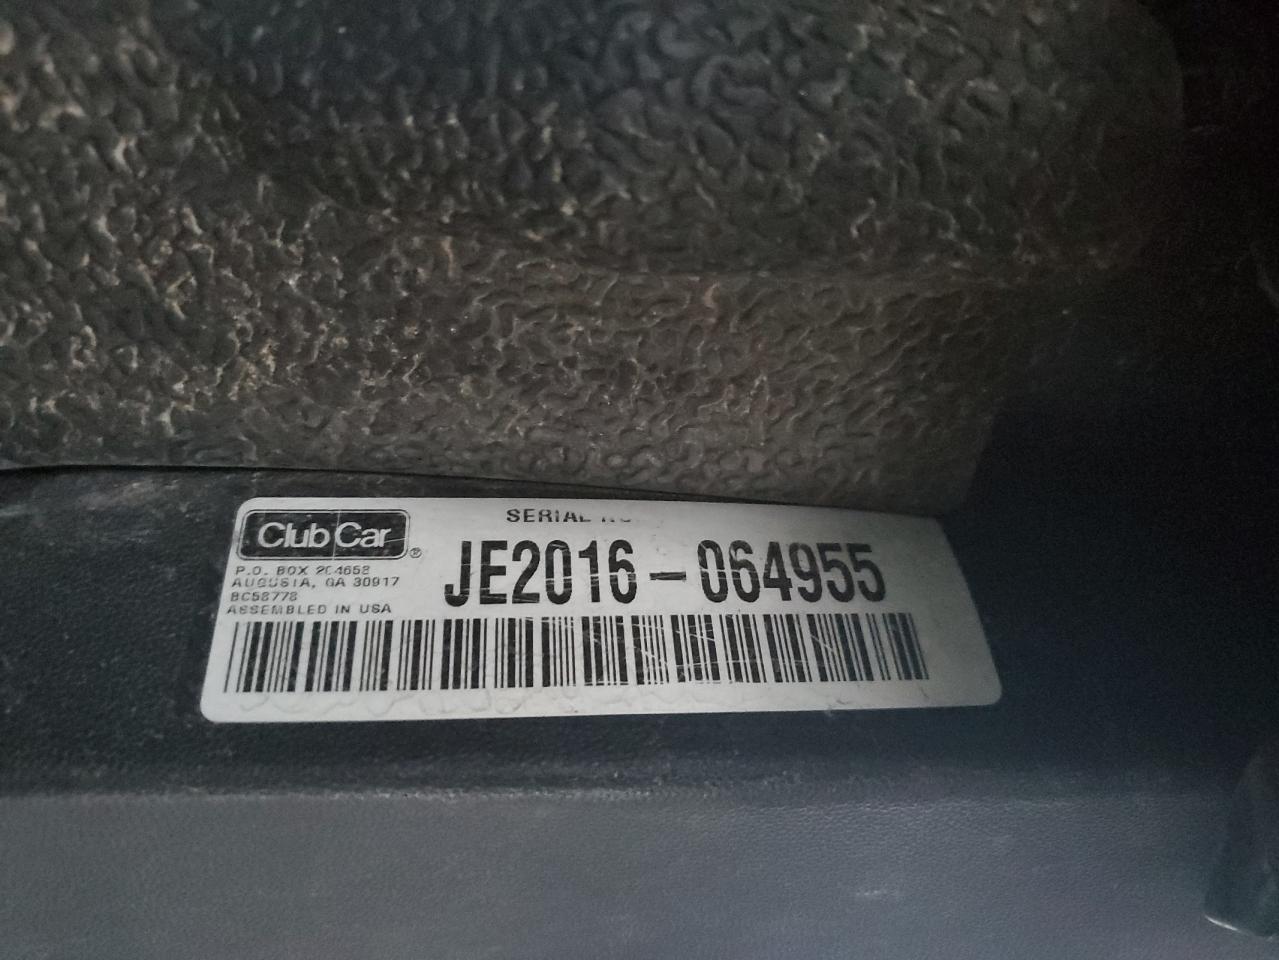 Club Car®
SERIAL
P.O. BOX 204658
AUGUSTA, GA 30917
BC58778
ASSEMBLED IN USA
JE2016-064955